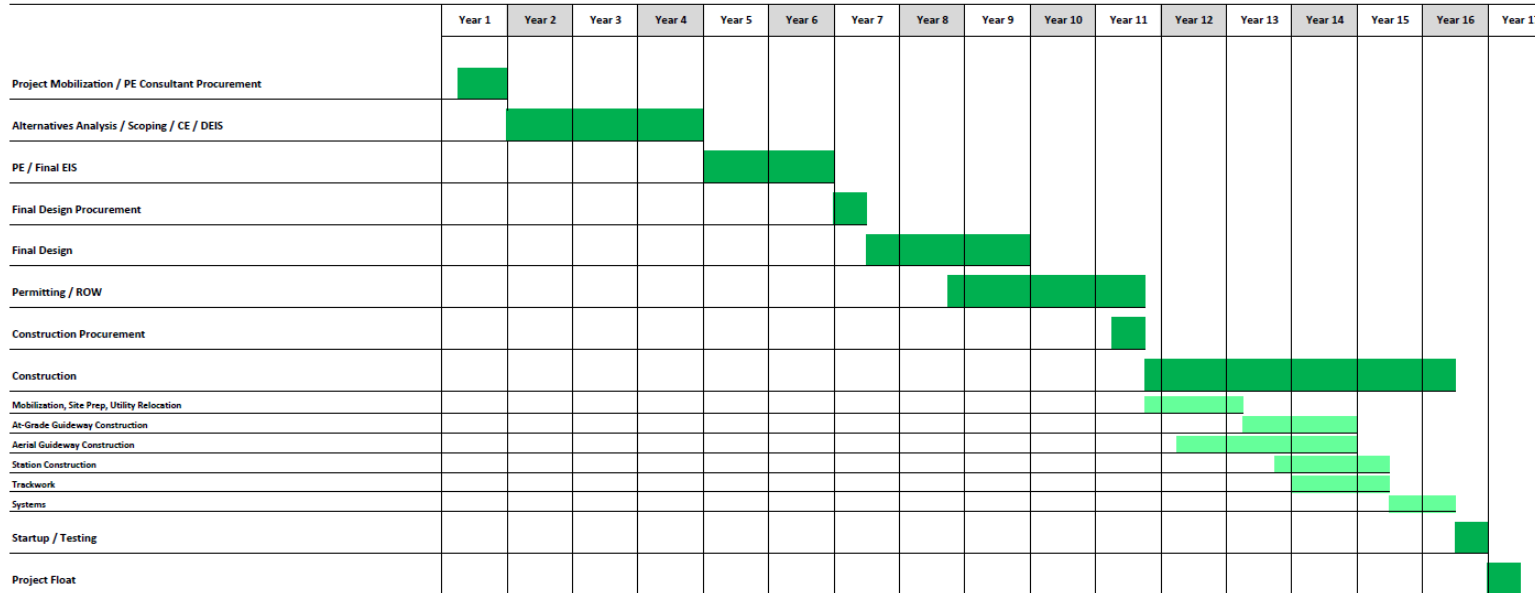 Year 1 Year 2 Year 3 Year 4 Year 5 Year 6 Year 7 Year 8 Year 9 Year 10 Year 11 Year 12 Year 13 Year 14 Year 15 Year 16 Year 17
Project Mobilization / PE Consultant Procurement
Alternatives Analysis / Scoping / CE / DEIS
PE / Final EIS
Final Design Procurement
Final Design
Permitting / ROW
Construction Procurement
Construction
Mobilization, Site Prep, Utility Relocation
At-Grade Guideway Construction
Aerial Guideway Construction
Station Construction
Trackwork
Systems
Startup / Testing
Project Float